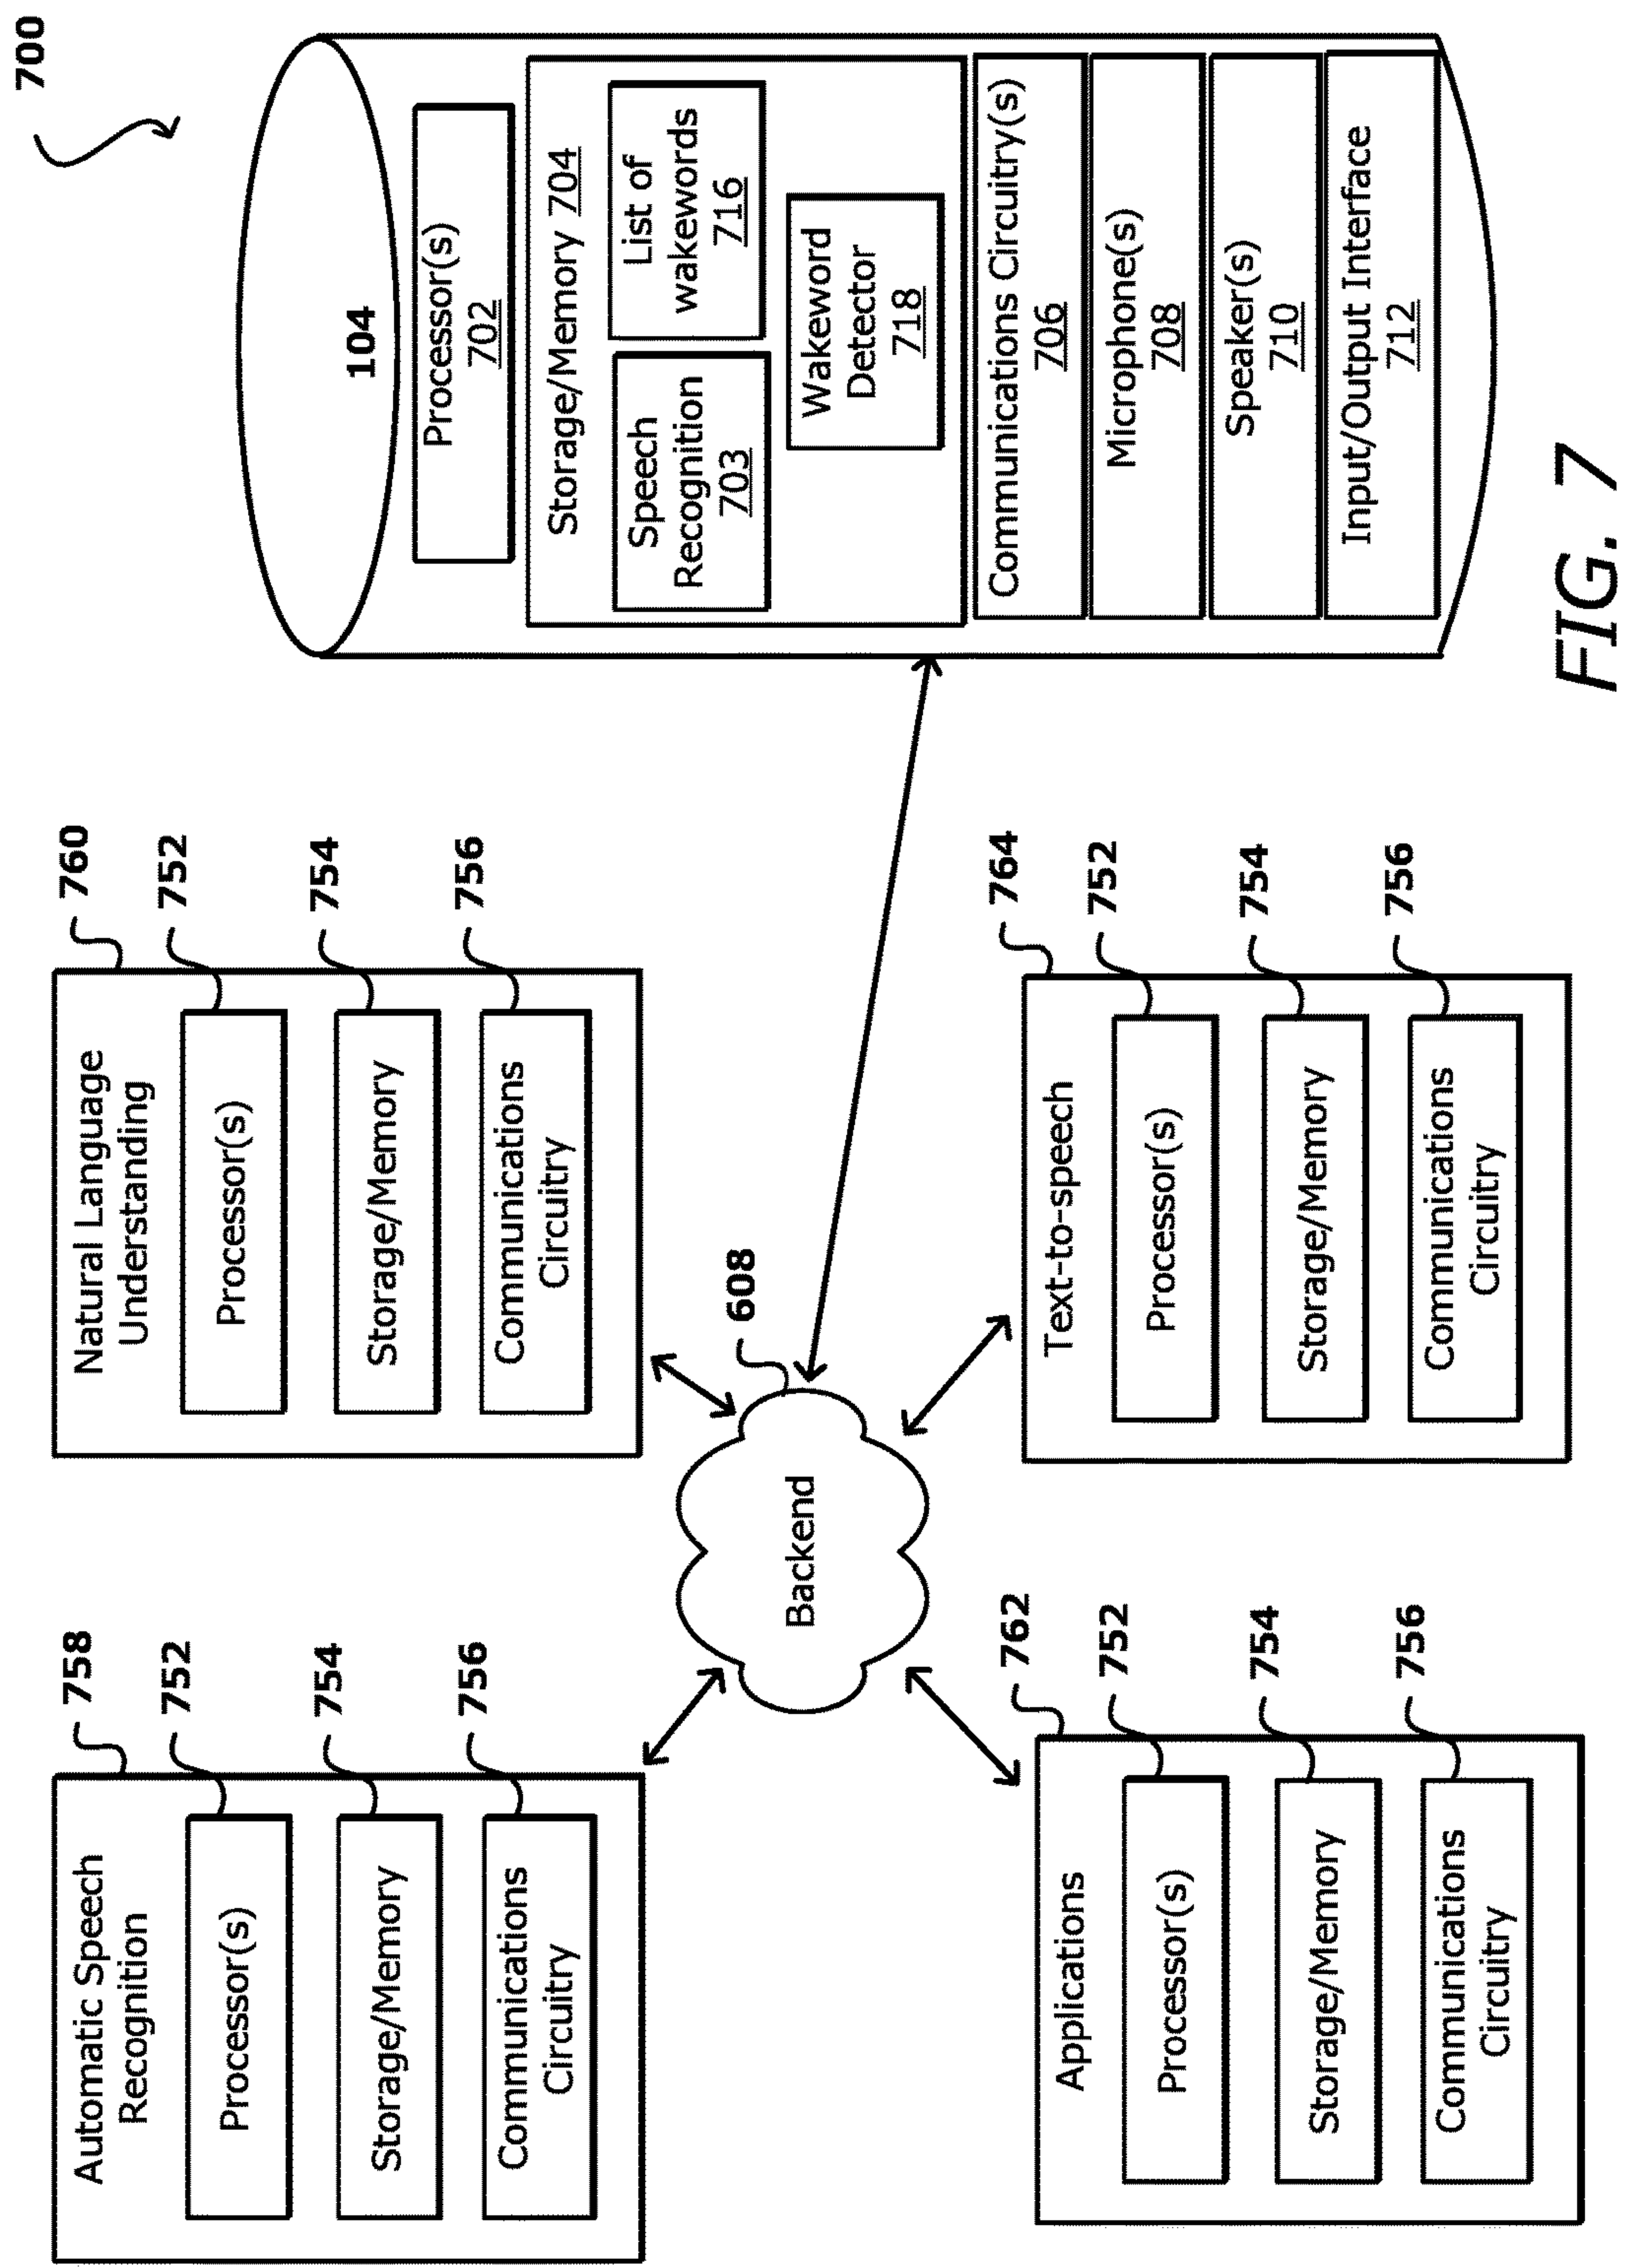 700
758
Automatic Speech
Recognition
752
Processor(s)
754
Storage/Memory
756
Communications
Circuitry
760
Natural Language
Understanding
752
Processor(s)
754
Storage/Memory
756
Communications
Circuitry
608
Backend
762
Applications
752
Processor(s)
754
Storage/Memory
756
Communications
Circuitry
764
Text-to-speech
752
Processor(s)
754
Storage/Memory
756
Communications
Circuitry
104
Processor(s)
702
Storage/Memory 704
Speech
Recognition
703
List of
wakewords
716
Wakeword
Detector
718
Communications Circuitry(s)
706
Microphone(s)
708
Speaker(s)
710
Input/Output Interface
712
FIG. 7